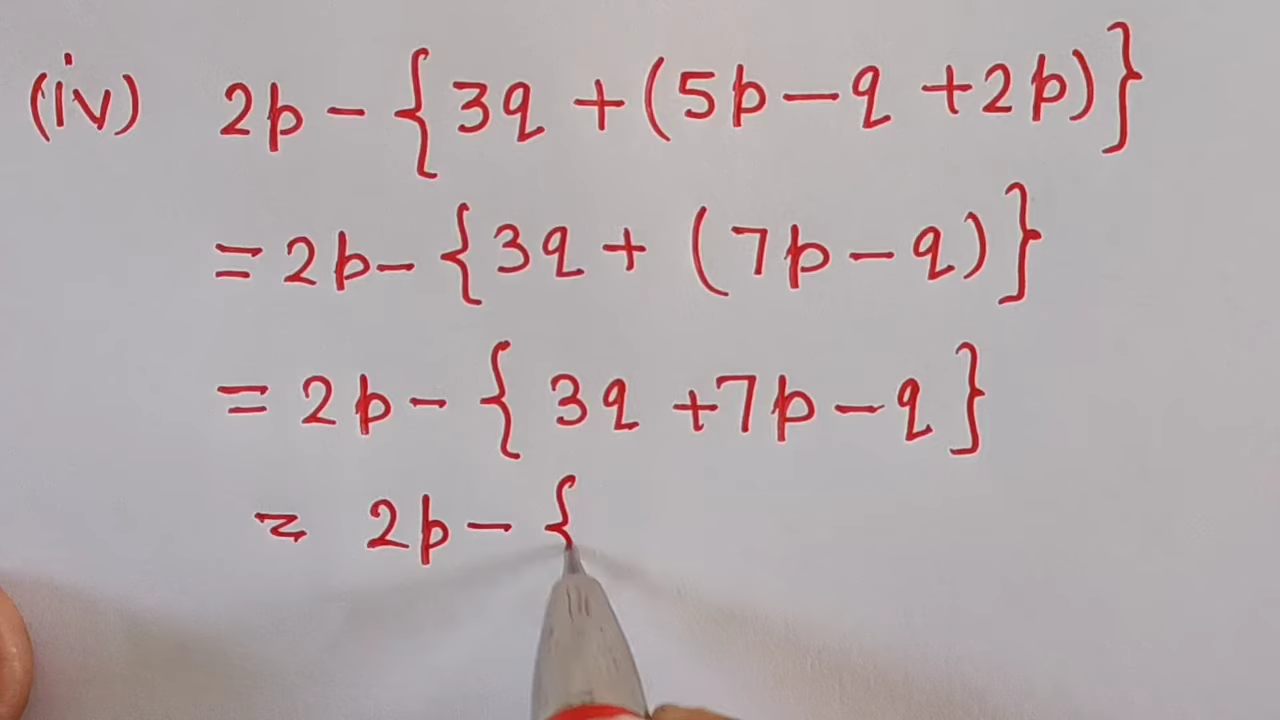 (iv) 2p - {3q + (5p - q + 2p)}
= 2p - {3q + (7p - q)}
= 2p - {3q + 7p - q}
= 2p - {